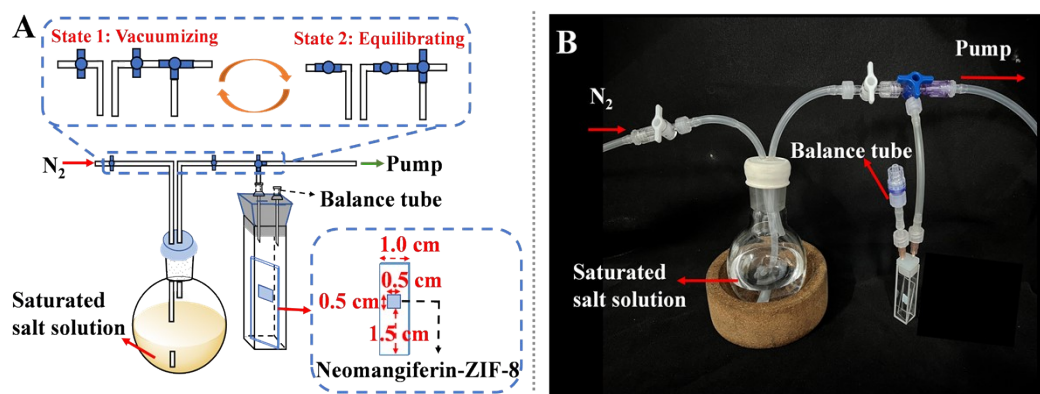 A
State 1: Vacuumizing
State 2: Equilibrating
N2
Pump
Balance tube
1.0 cm
0.5 cm
0.5 cm
1.5 cm
Saturated
salt solution
Neomangiferin-ZIF-8
B
Pump
N2
Balance tube
Saturated
salt solution